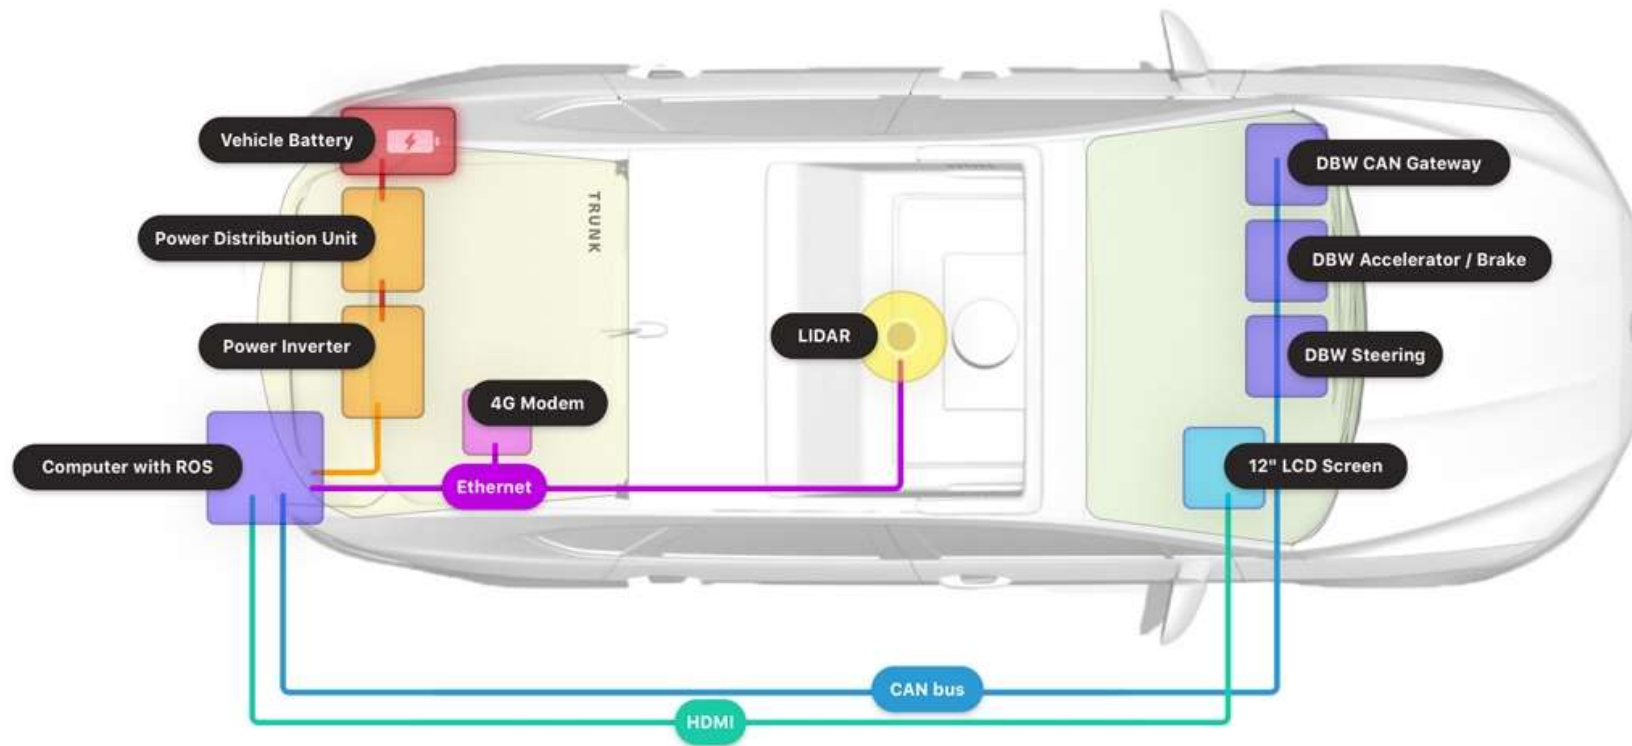 Vehicle Battery
DBW CAN Gateway
Power Distribution Unit
TRUNK
DBW Accelerator / Brake
Power Inverter
LIDAR
DBW Steering
4G Modem
Computer with ROS
12" LCD Screen
Ethernet
CAN bus
HDMI